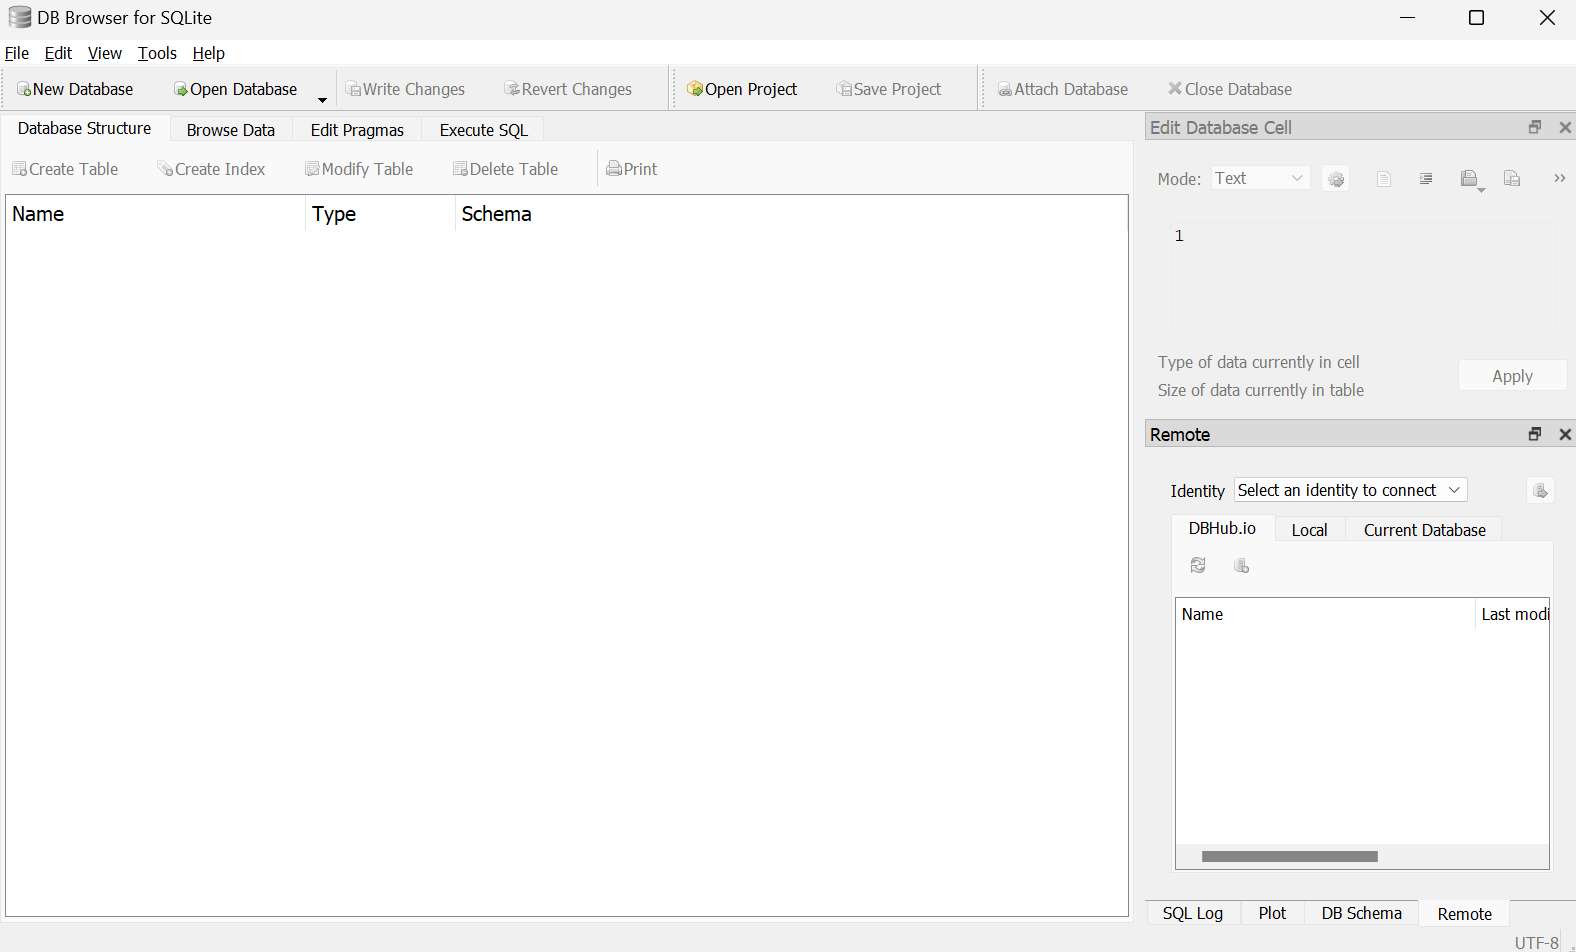 DB Browser for SQLite
File Edit View Tools Help
New Database Open Database Write Changes Revert Changes Open Project Save Project Attach Database Close Database
Database Structure Browse Data Edit Pragmas Execute SQL
Create Table Create Index Modify Table Delete Table Print
Name Type Schema
Edit Database Cell
Mode: Text
1
Type of data currently in cell
Size of data currently in table
Apply
Remote
Identity Select an identity to connect
DBHub.io Local Current Database
Name Last modi
SQL Log Plot DB Schema Remote
UTF-8